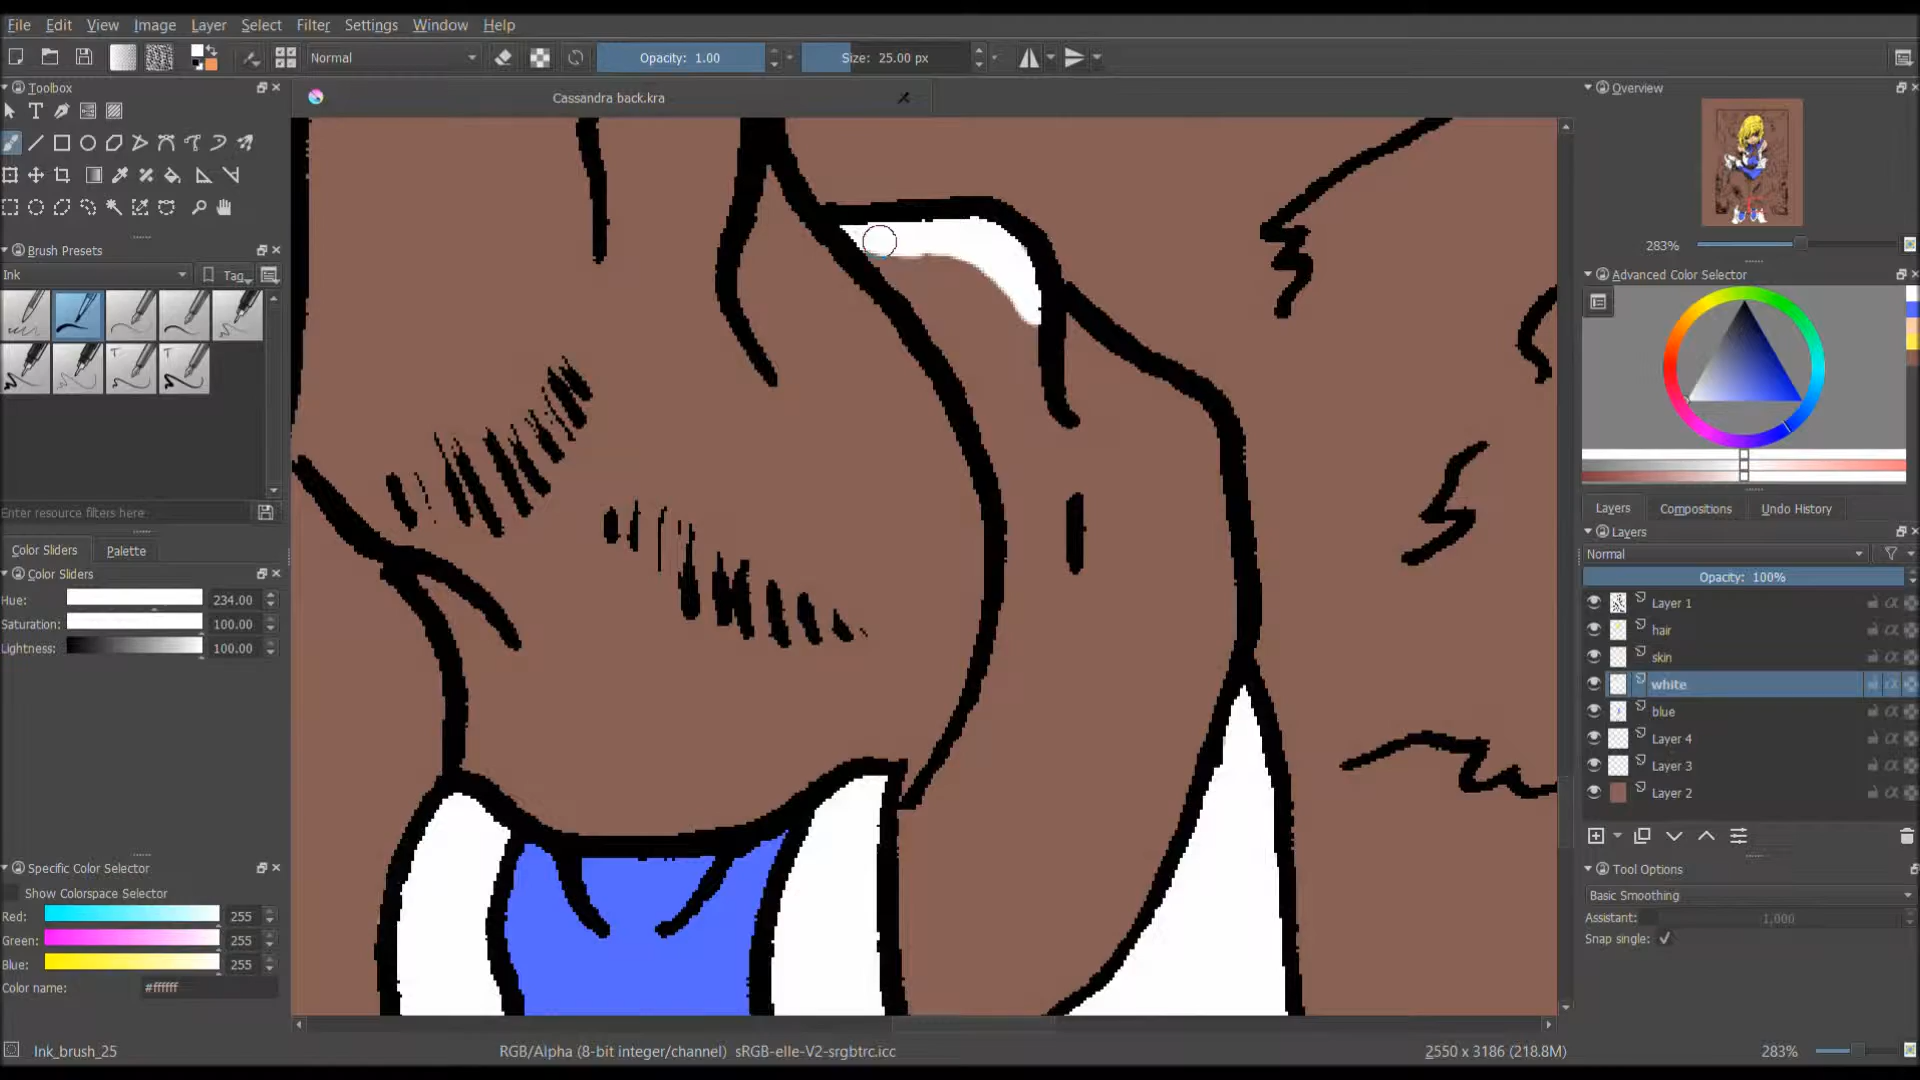 File Edit View Image Layer Select Filter Settings Window Help
Normal Opacity: 1.00 Size: 25.00 px
Toolbox
Cassandra back.kra
Overview
283%
Brush Presets
Ink Tag
Advanced Color Selector
Enter resource filters here
Color Sliders Palette
Color Sliders
Hue: 234.00
Saturation: 100.00
Lightness: 100.00
Layers Compositions Undo History
Layers
Normal
Opacity: 100%
Layer 1
hair
skin
white
blue
Layer 4
Layer 3
Layer 2
Specific Color Selector
Show Colorspace Selector
Red: 255
Green: 255
Blue: 255
Color name: #ffffff
Tool Options
Basic Smoothing
Assistant: 1,000
Snap single:
Ink_brush_25
RGB/Alpha (8-bit integer/channel) sRGB-elle-V2-srgbtrc.icc
2550 x 3186 (218.8M)
283%